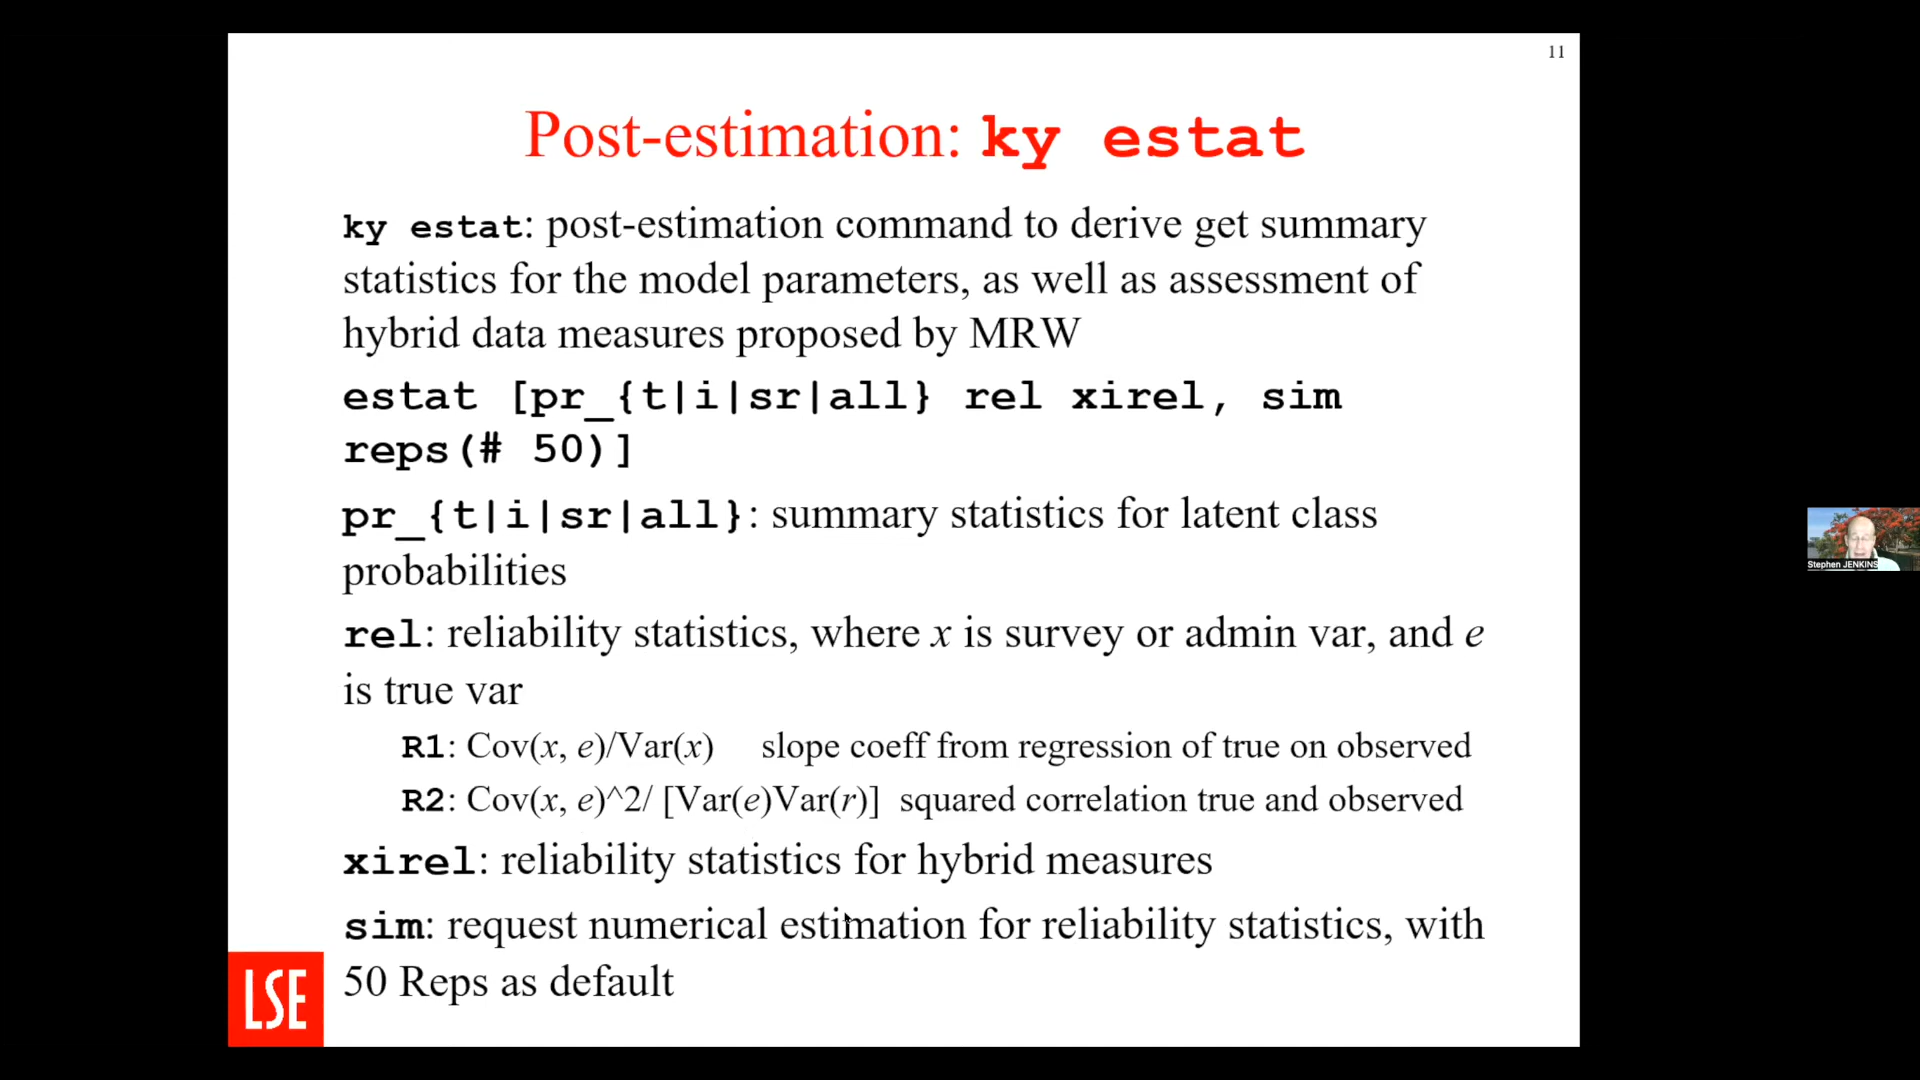 11
Post-estimation: ky estat
ky estat: post-estimation command to derive get summary
statistics for the model parameters, as well as assessment of
hybrid data measures proposed by MRW
estat [pr_{t|i|sr|all} rel xirel, sim
reps(# 50)]
pr_{t|i|sr|all}: summary statistics for latent class
probabilities
rel: reliability statistics, where x is survey or admin var, and e
is true var
R1: Cov(x, e)/Var(x) slope coeff from regression of true on observed
R2: Cov(x, e)^2/ [Var(e)Var(r)] squared correlation true and observed
xirel: reliability statistics for hybrid measures
sim: request numerical estimation for reliability statistics, with
50 Reps as default
LSE
Stephen JENKINS